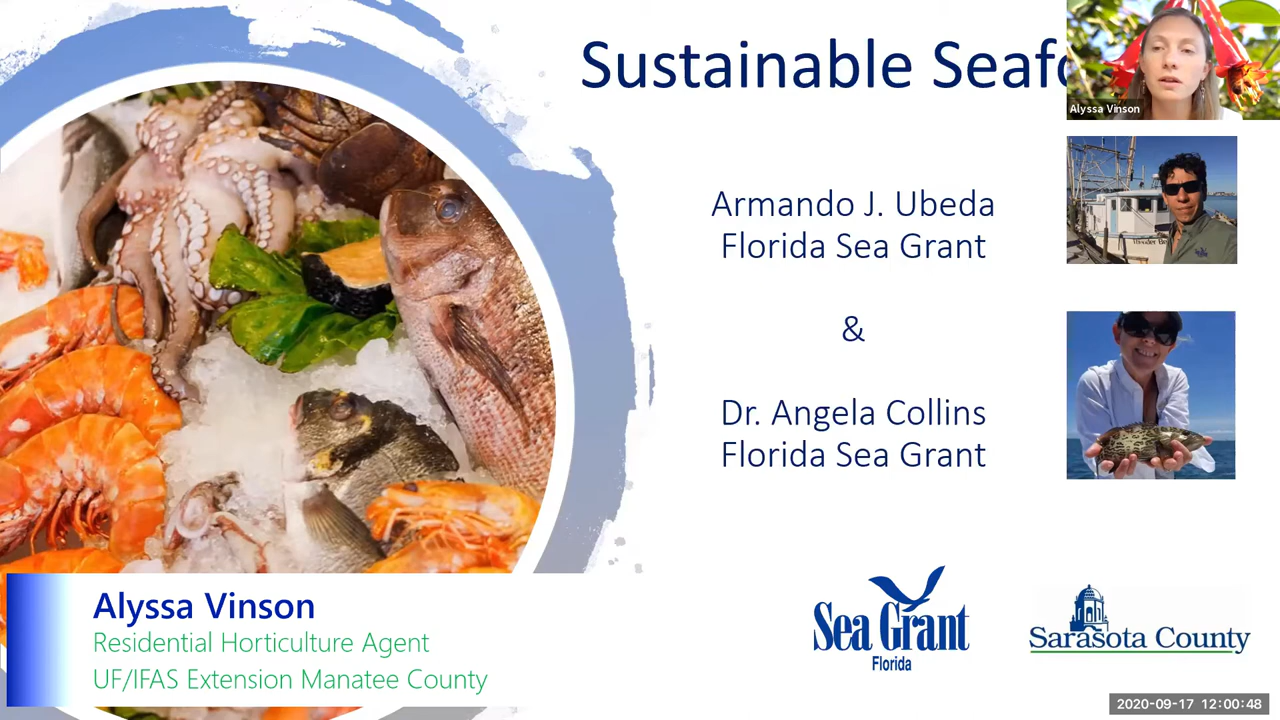 Sustainable Seafo
Alyssa Vinson
Armando J. Ubeda
Florida Sea Grant
&
Dr. Angela Collins
Florida Sea Grant
Alyssa Vinson
Residential Horticulture Agent
UF/IFAS Extension Manatee County
Sea Grant
Florida
Sarasota County
2020-09-17 12:00:48